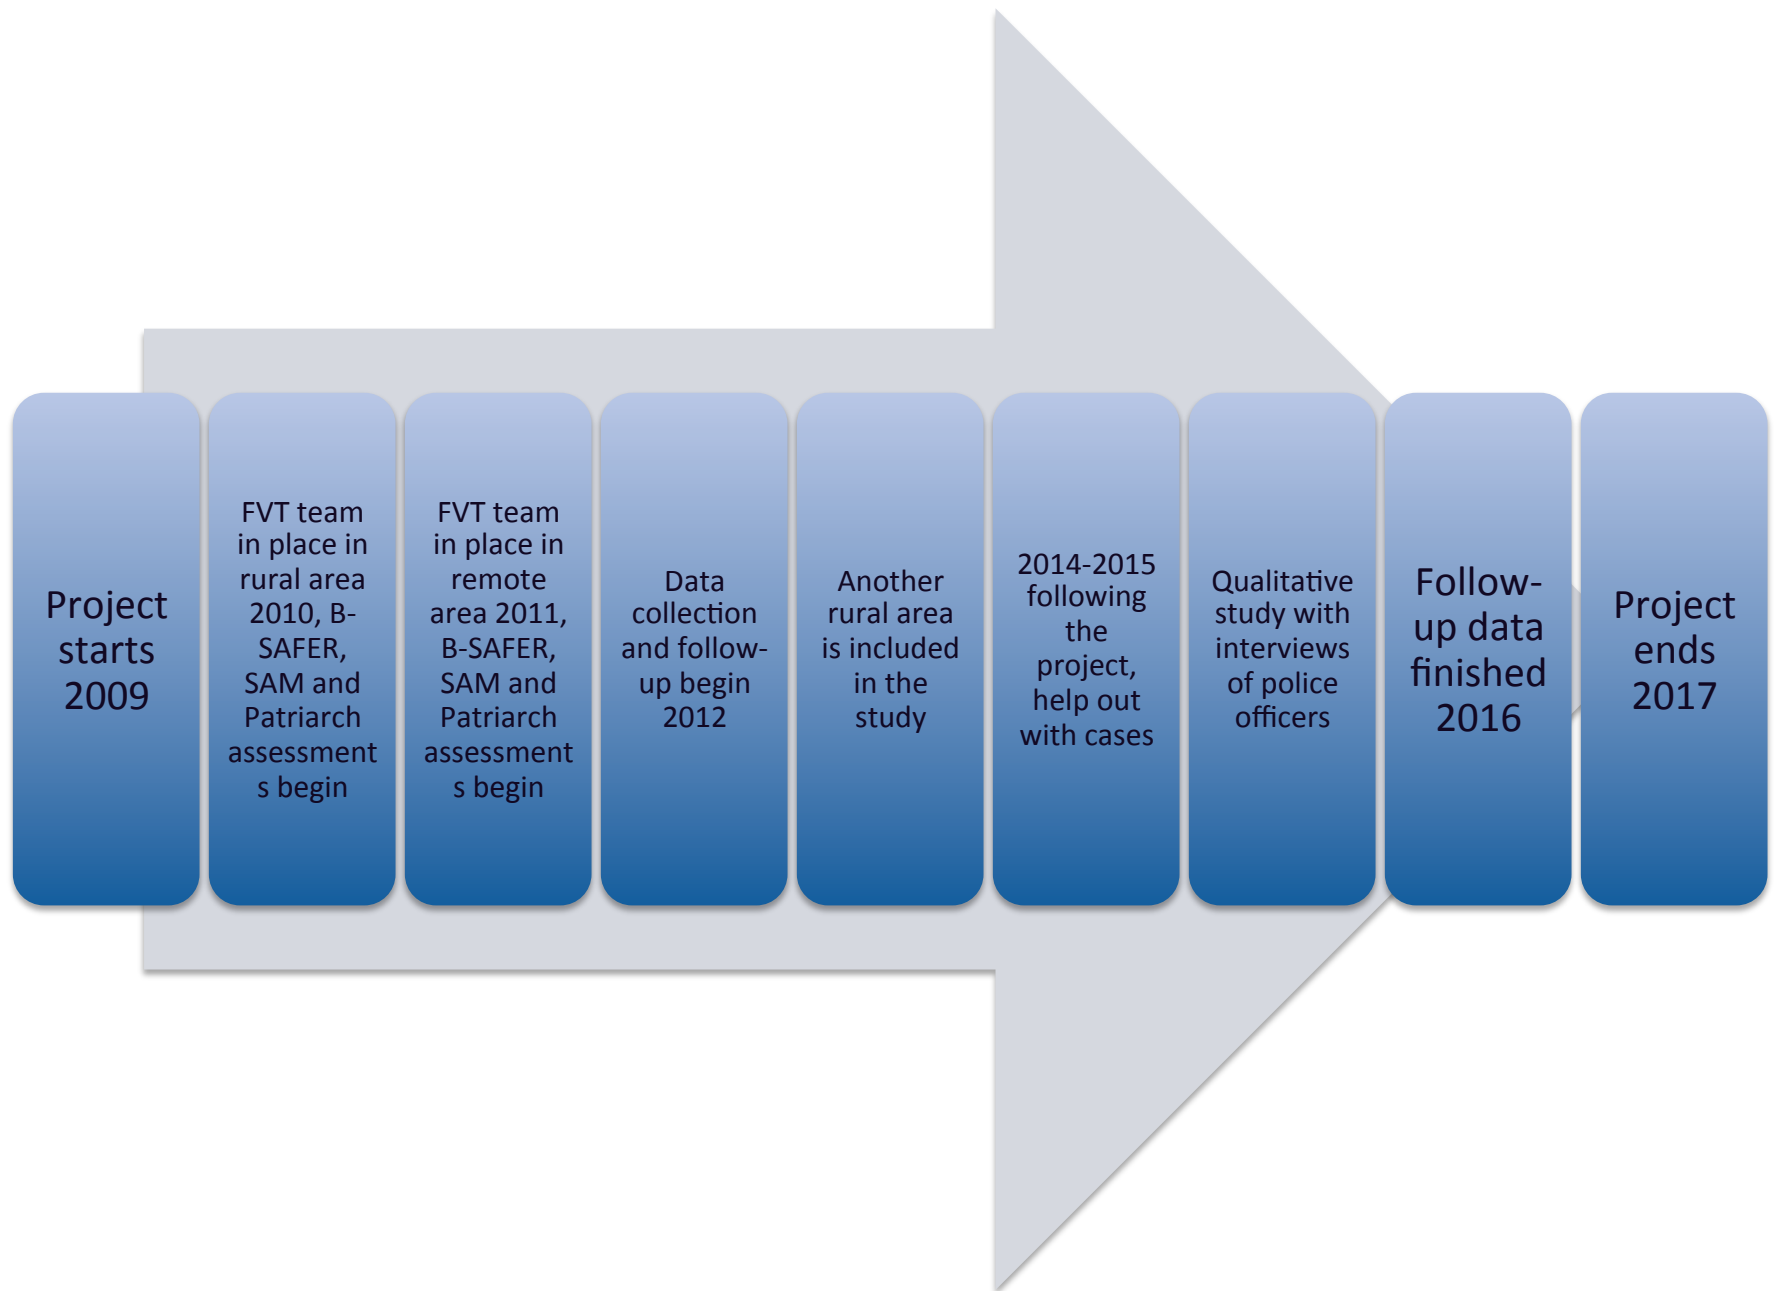 Project
starts
2009
FVT team
in place in
rural area
2010, B-
SAFER,
SAM and
Patriarch
assessment
s begin
FVT team
in place in
remote
area 2011,
B-SAFER,
SAM and
Patriarch
assessment
s begin
Data
collection
and follow-
up begin
2012
Another
rural area
is included
in the
study
2014-2015
following
the
project,
help out
with cases
Qualitative
study with
interviews
of police
officers
Follow-
up data
finished
2016
Project
ends
2017